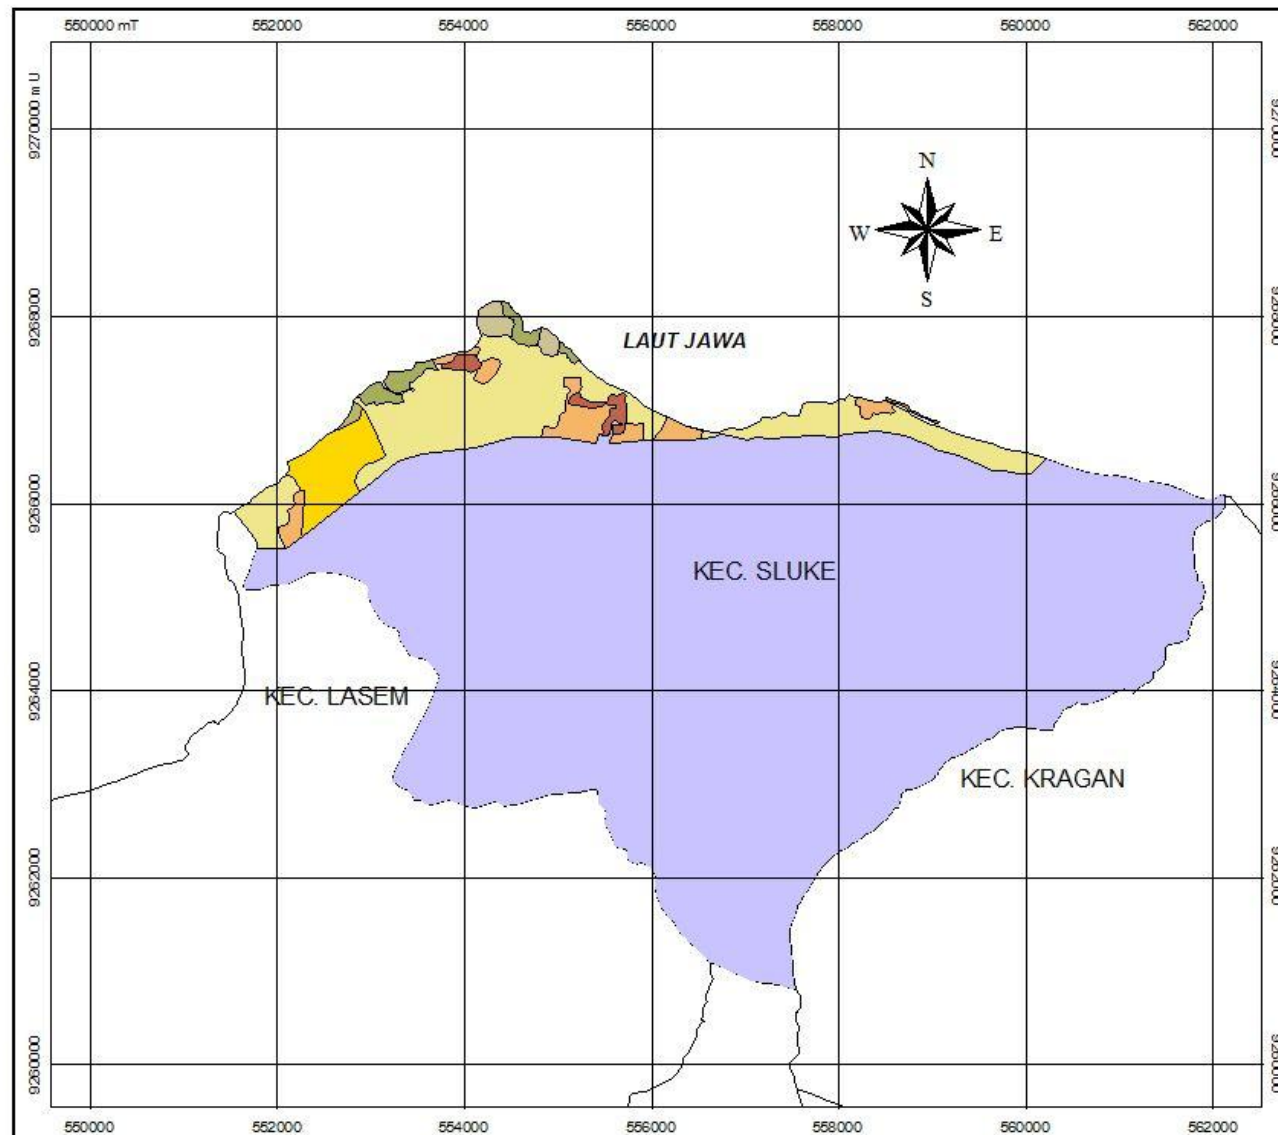 550000 mT 552000 554000 556000 558000 560000 562000
9270000 m U
N
W E
S
9268000
LAUT JAWA
9266000
KEC. SLUKE
9264000
KEC. LASEM
KEC. KRAGAN
9262000
9260000
550000 552000 554000 556000 558000 560000 562000